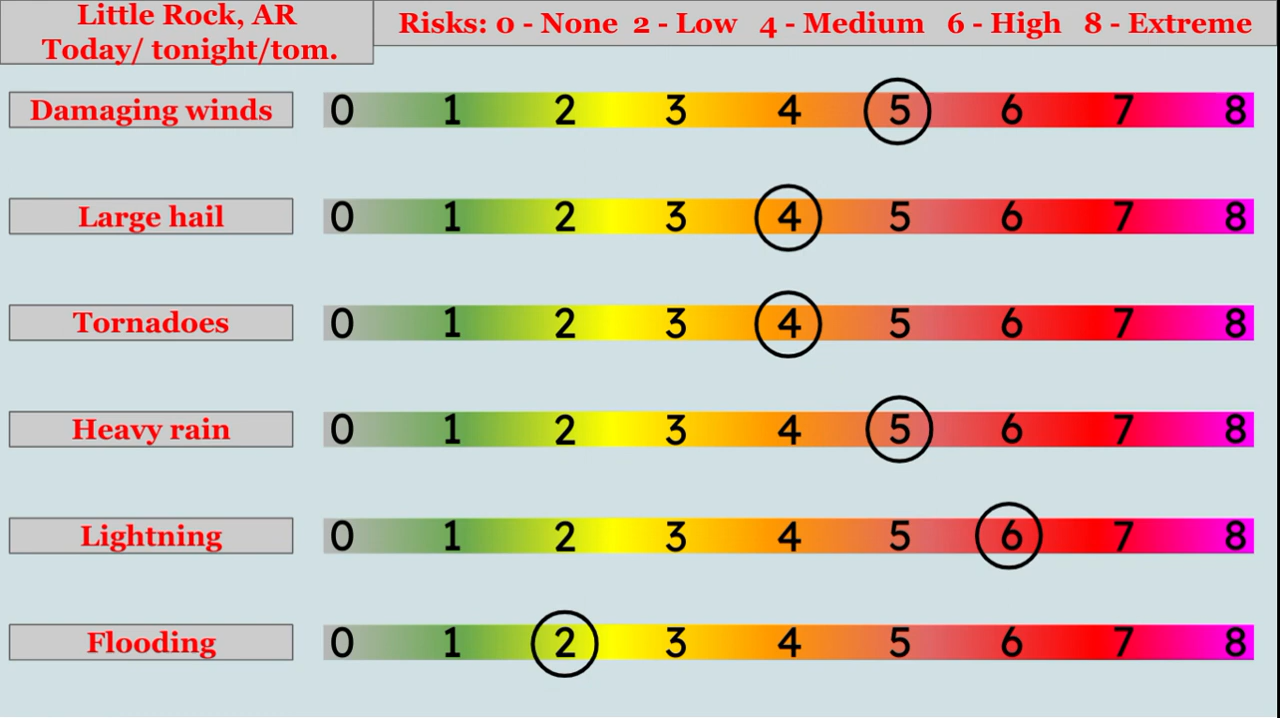 Little Rock, AR
Today/ tonight/tom.
Risks: 0 - None 2 - Low 4 - Medium 6 - High 8 - Extreme
Damaging winds 0 1 2 3 4 5 6 7 8
Large hail 0 1 2 3 4 5 6 7 8
Tornadoes 0 1 2 3 4 5 6 7 8
Heavy rain 0 1 2 3 4 5 6 7 8
Lightning 0 1 2 3 4 5 6 7 8
Flooding 0 1 2 3 4 5 6 7 8